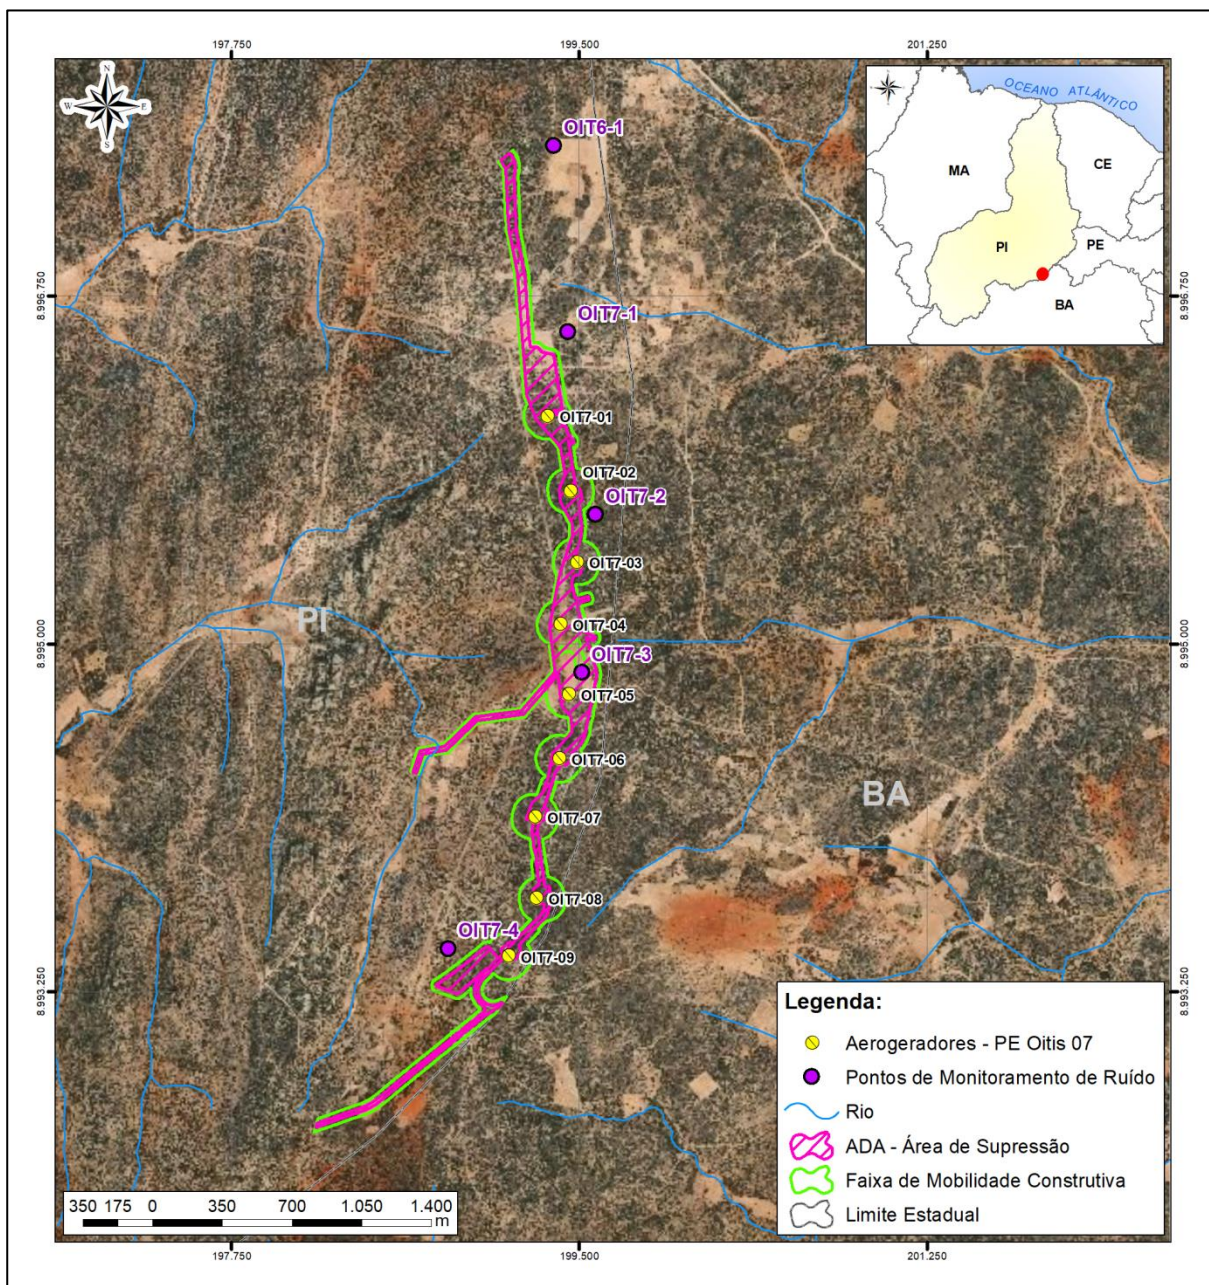 197.750
199.500
201.250
N
W
E
S
OCEANO ATLÂNTICO
MA
CE
PI
PE
BA
OIT6-1
8.996.750
8.996.750
OIT7-1
OIT7-01
OIT7-02
OIT7-2
OIT7-03
PI
OIT7-04
8.995.000
8.995.000
OIT7-3
OIT7-05
OIT7-06
BA
OIT7-07
OIT7-08
OIT7-4
OIT7-09
8.993.250
8.993.250
Legenda:
Aerogeradores - PE Oitis 07
Pontos de Monitoramento de Ruído
Rio
ADA - Área de Supressão
Faixa de Mobilidade Construtiva
Limite Estadual
350 175 0 350 700 1.050 1.400
m
197.750
199.500
201.250